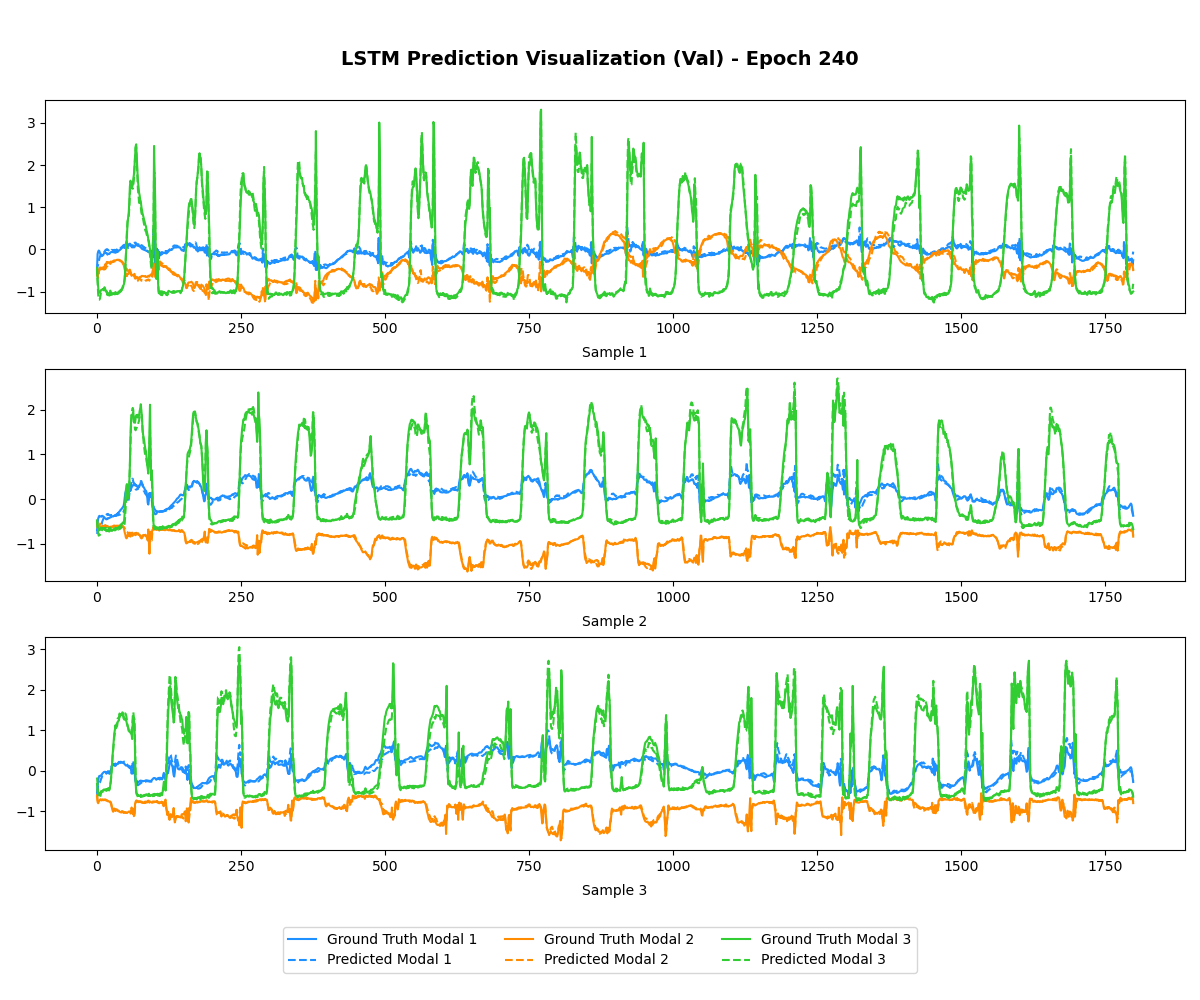 LSTM Prediction Visualization (Val) - Epoch 240
3
2
1
0
−1
0 250 500 750 1000 1250 1500 1750
Sample 1
2
1
0
−1
0 250 500 750 1000 1250 1500 1750
Sample 2
3
2
1
0
−1
0 250 500 750 1000 1250 1500 1750
Sample 3
Ground Truth Modal 1 Ground Truth Modal 2 Ground Truth Modal 3
Predicted Modal 1 Predicted Modal 2 Predicted Modal 3